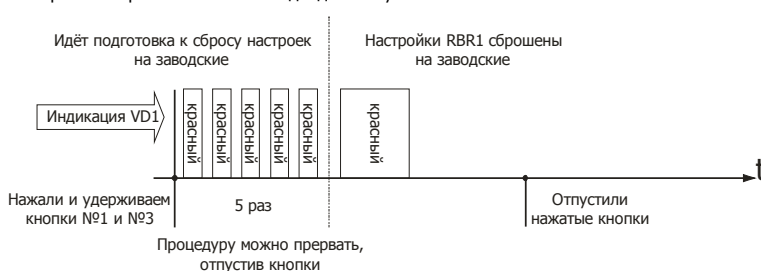 Идёт подготовка к сбросу настроек
на заводские
Настройки RBR1 сброшены
на заводские
Индикация VD1
красный
красный
красный
красный
красный
красный
t
Нажали и удерживаем
кнопки №1 и №3
5 раз
Отпустили
нажатые кнопки
Процедуру можно прервать,
отпустив кнопки